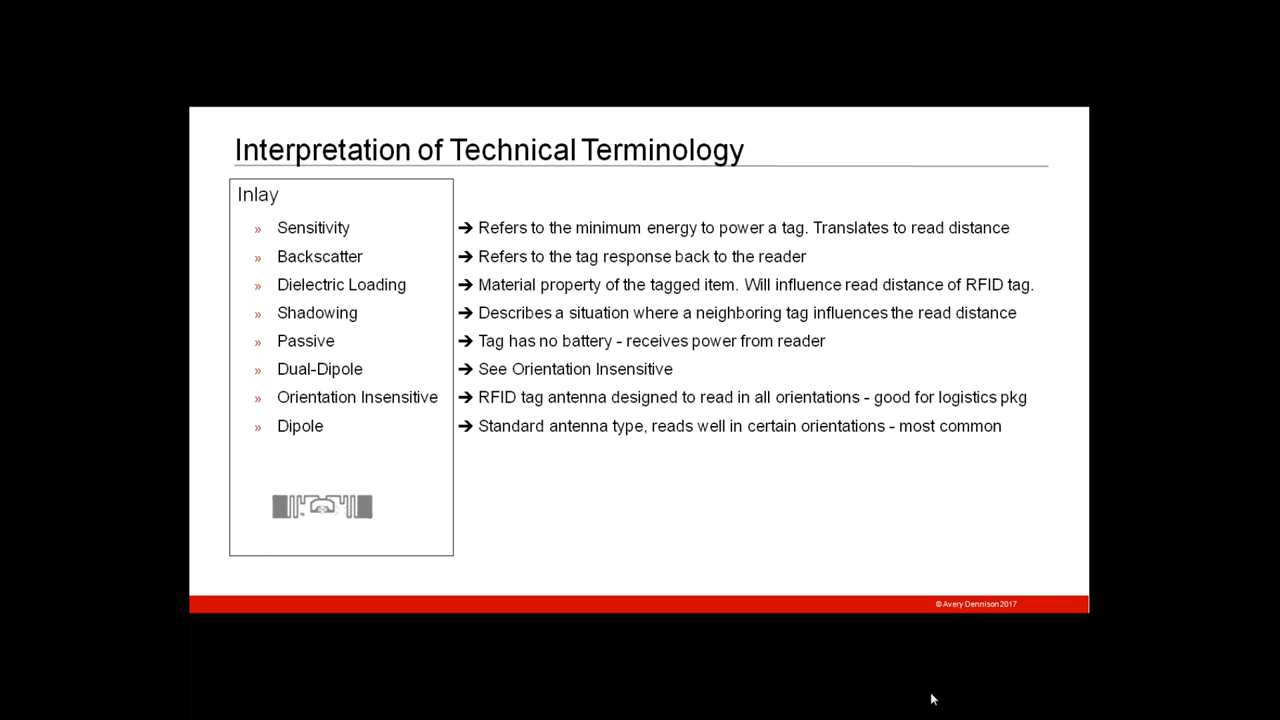 Interpretation of Technical Terminology
Inlay
» Sensitivity ➔ Refers to the minimum energy to power a tag. Translates to read distance
» Backscatter ➔ Refers to the tag response back to the reader
» Dielectric Loading ➔ Material property of the tagged item. Will influence read distance of RFID tag.
» Shadowing ➔ Describes a situation where a neighboring tag influences the read distance
» Passive ➔ Tag has no battery - receives power from reader
» Dual-Dipole ➔ See Orientation Insensitive
» Orientation Insensitive ➔ RFID tag antenna designed to read in all orientations - good for logistics pkg
» Dipole ➔ Standard antenna type, reads well in certain orientations - most common
© Avery Dennison 2017